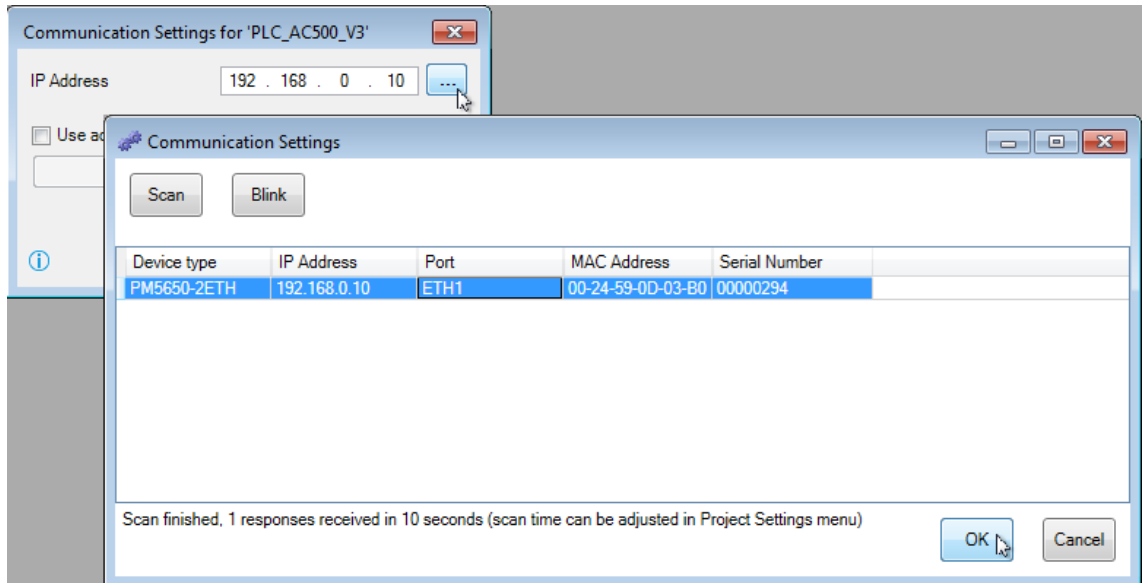 Communication Settings for 'PLC_AC500_V3'
IP Address 192 . 168 . 0 . 10 ...
Use
Communication Settings
Scan Blink
Device type IP Address Port MAC Address Serial Number
PM5650-2ETH 192.168.0.10 ETH1 00-24-59-0D-03-B0 00000294
Scan finished, 1 responses received in 10 seconds (scan time can be adjusted in Project Settings menu)
OK Cancel